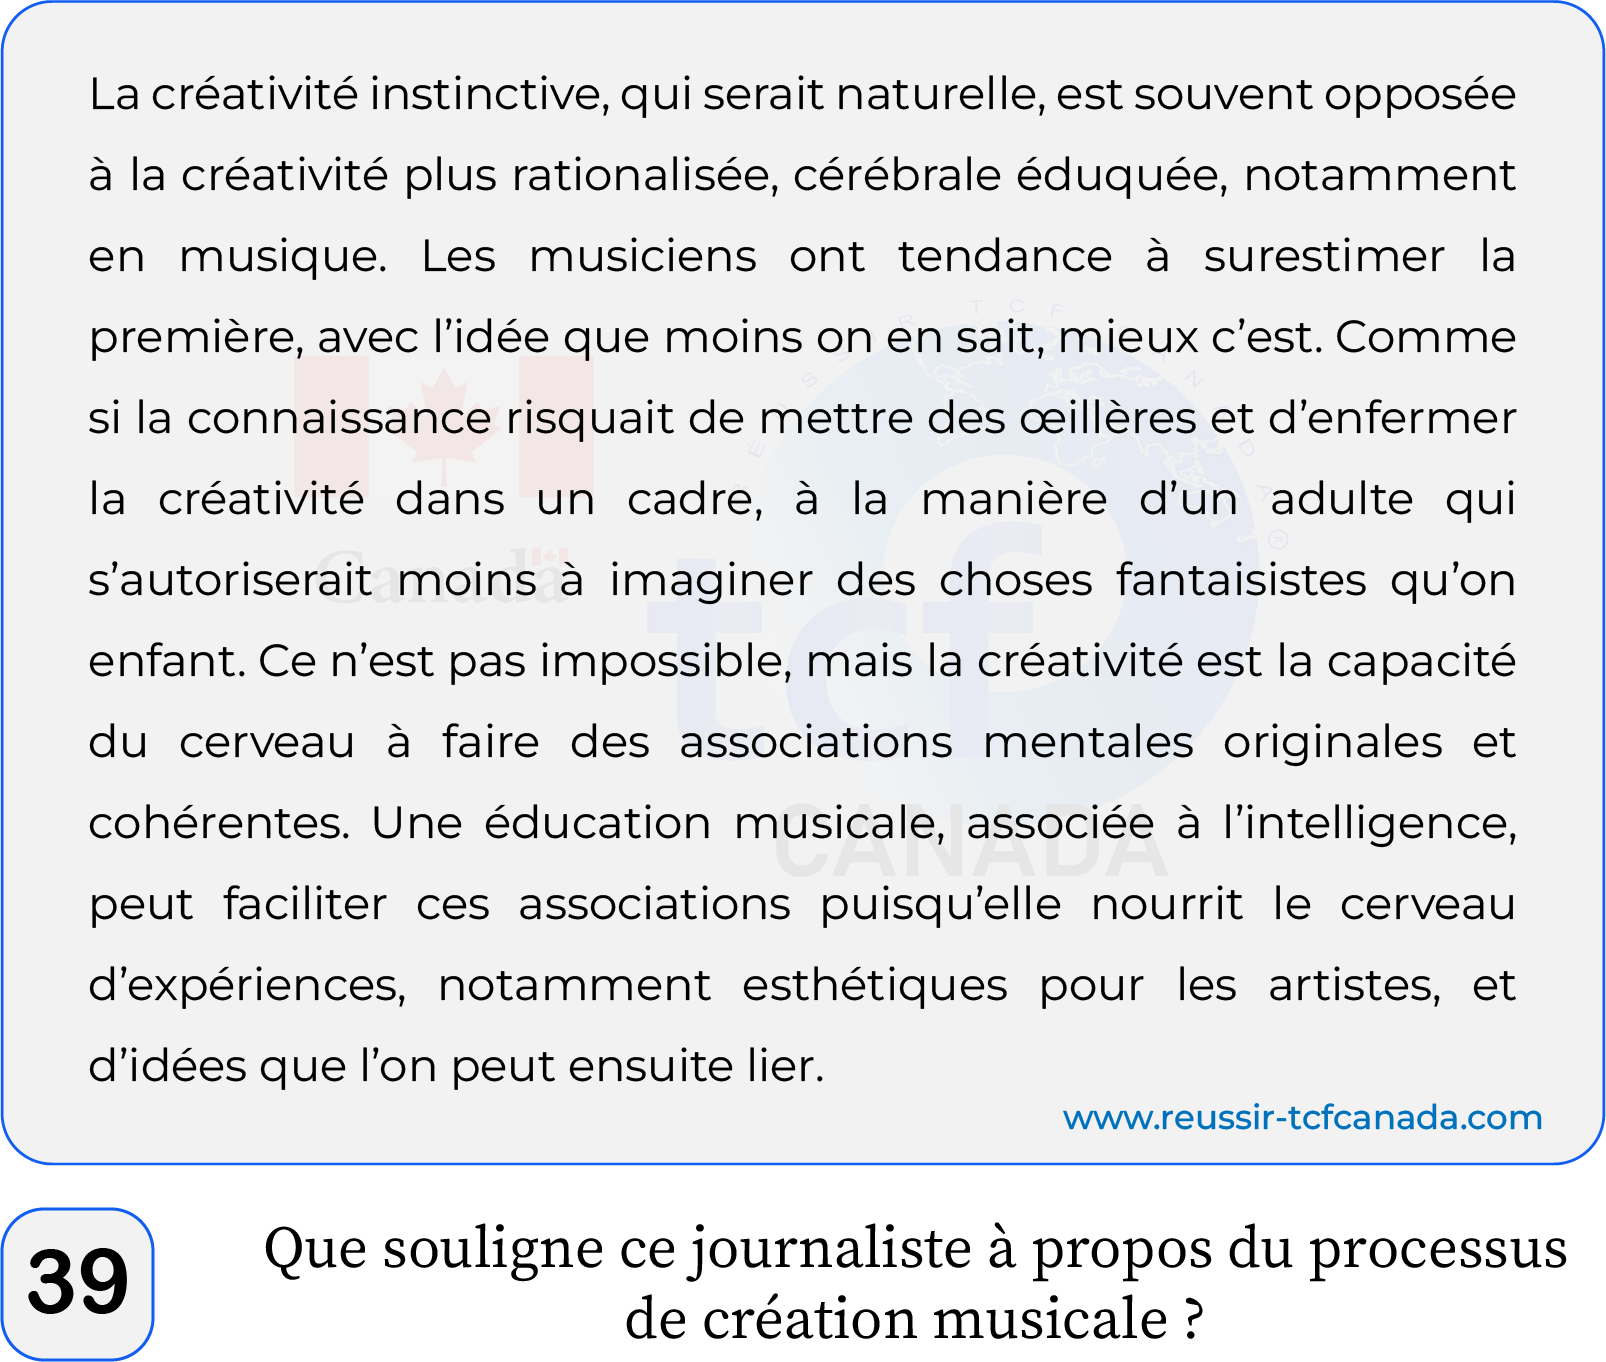 La créativité instinctive, qui serait naturelle, est souvent opposée
à la créativité plus rationalisée, cérébrale éduquée, notamment
en musique. Les musiciens ont tendance à surestimer la
première, avec l’idée que moins on en sait, mieux c’est. Comme
si la connaissance risquait de mettre des œillères et d’enfermer
la créativité dans un cadre, à la manière d’un adulte qui
s’autoriserait moins à imaginer des choses fantaisistes qu’on
enfant. Ce n’est pas impossible, mais la créativité est la capacité
du cerveau à faire des associations mentales originales et
cohérentes. Une éducation musicale, associée à l’intelligence,
peut faciliter ces associations puisqu’elle nourrit le cerveau
d’expériences, notamment esthétiques pour les artistes, et
d’idées que l’on peut ensuite lier.
RÉUSSIR TCF CANADA ®
Canada
tcf
CANADA
www.reussir-tcfcanada.com
39
Que souligne ce journaliste à propos du processus
de création musicale ?